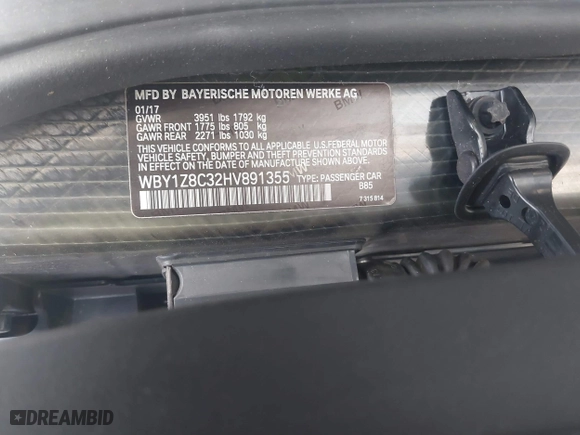 MFD BY BAYERISCHE MOTOREN WERKE AG
01/17
GVWR 3951 lbs 1792 kg
GAWR FRONT 1775 lbs 805 kg
GAWR REAR 2271 lbs 1030 kg
THIS VEHICLE CONFORMS TO ALL APPLICABLE U.S.FEDERAL MOTOR
VEHICLE SAFETY, BUMPER, AND THEFT PREVENTION STANDARDS
IN EFFECT ON THE DATE OF MANUFACTURE SHOWN ABOVE.
WBY1Z8C32HV891355 TYPE: PASSENGER CAR
B85
7 315 814
DREAMBID